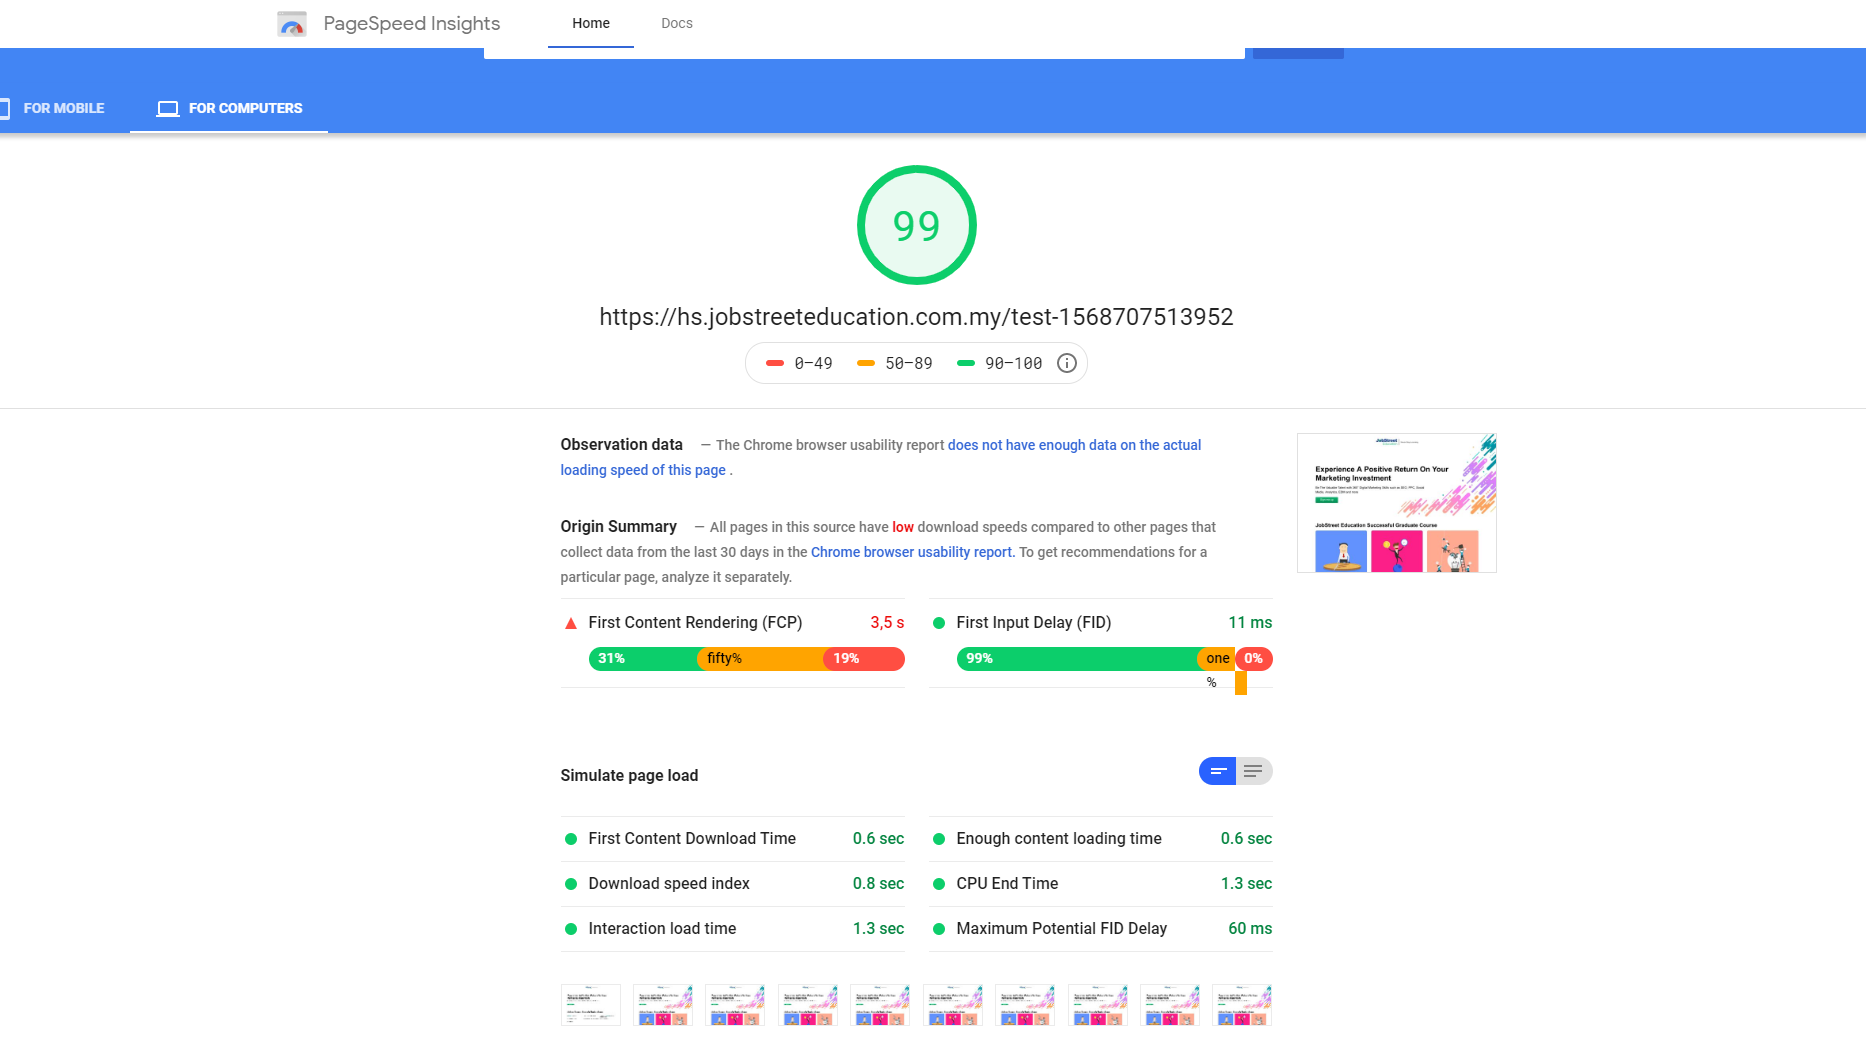 PageSpeed Insights
Home
Docs
FOR MOBILE
FOR COMPUTERS
99
https://hs.jobstreeteducation.com.my/test-1568707513952
0–49
50–89
90–100
Observation data — The Chrome browser usability report does not have enough data on the actual
loading speed of this page .
Origin Summary — All pages in this source have low download speeds compared to other pages that
collect data from the last 30 days in the Chrome browser usability report. To get recommendations for a
particular page, analyze it separately.
First Content Rendering (FCP) 3,5 s
31% fifty% 19%
First Input Delay (FID) 11 ms
99% one 0%
%
JobStreet
Experience A Positive Return On Your
Marketing Investment
JobStreet Education Successful Graduate Course
Simulate page load
First Content Download Time 0.6 sec
Enough content loading time 0.6 sec
Download speed index 0.8 sec
CPU End Time 1.3 sec
Interaction load time 1.3 sec
Maximum Potential FID Delay 60 ms